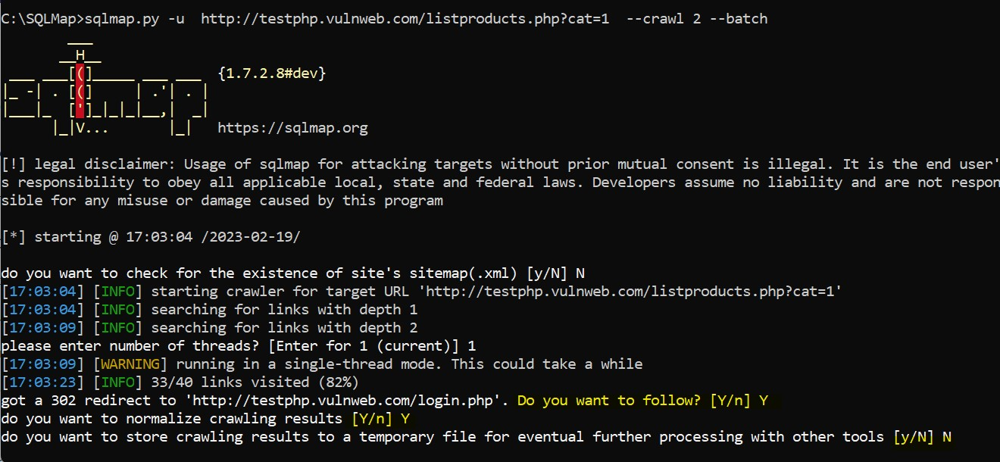 C:\SQLMap>sqlmap.py -u  http://testphp.vulnweb.com/listproducts.php?cat=1  --crawl 2 --batch
        ___
       __H__
 ___ ___[(]_____ ___ ___  {1.7.2.8#dev}
|_ -| . [(]     | .'| . |
|___|_  [']_|_|_|__,|  _|
      |_|V...       |_|   https://sqlmap.org
[!] legal disclaimer: Usage of sqlmap for attacking targets without prior mutual consent is illegal. It is the end user'
s responsibility to obey all applicable local, state and federal laws. Developers assume no liability and are not respon
sible for any misuse or damage caused by this program
[*] starting @ 17:03:04 /2023-02-19/
do you want to check for the existence of site's sitemap(.xml) [y/N] N
[17:03:04] [INFO] starting crawler for target URL 'http://testphp.vulnweb.com/listproducts.php?cat=1'
[17:03:04] [INFO] searching for links with depth 1
[17:03:09] [INFO] searching for links with depth 2
please enter number of threads? [Enter for 1 (current)] 1
[17:03:09] [WARNING] running in a single-thread mode. This could take a while
[17:03:23] [INFO] 33/40 links visited (82%)
got a 302 redirect to 'http://testphp.vulnweb.com/login.php'. Do you want to follow? [Y/n] Y
do you want to normalize crawling results [Y/n] Y
do you want to store crawling results to a temporary file for eventual further processing with other tools [y/N] N